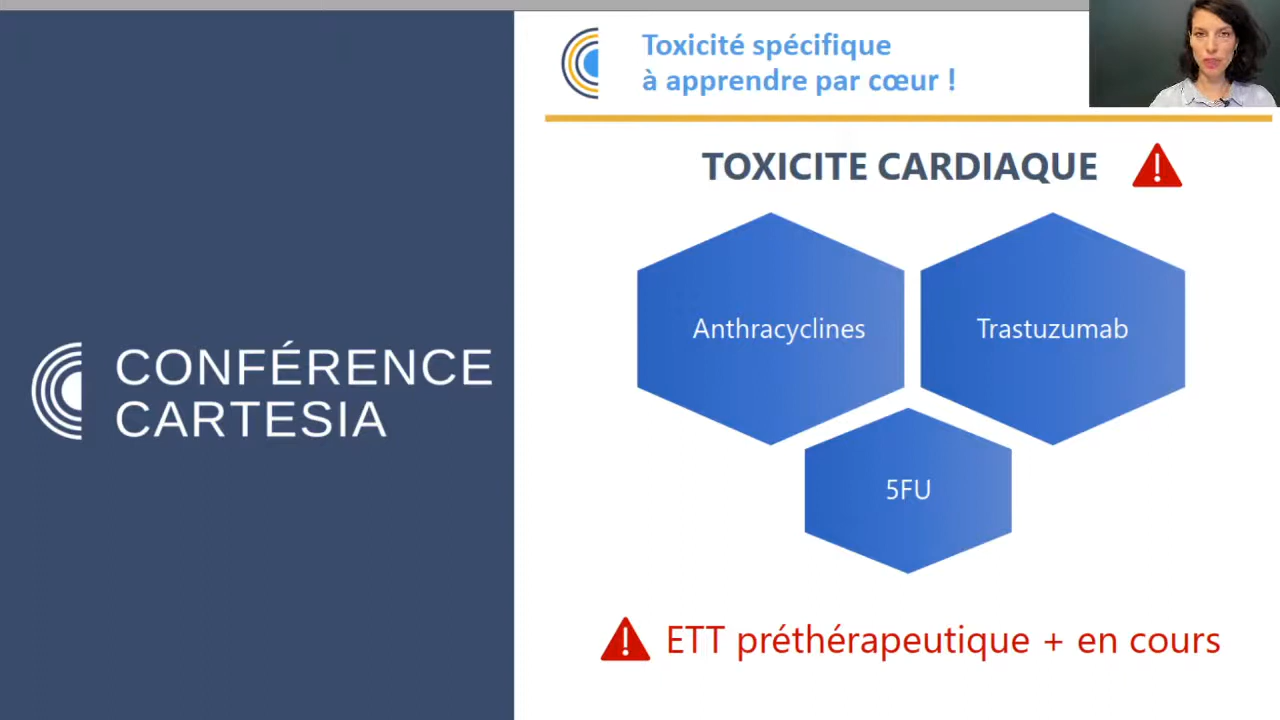 CONFÉRENCE
CARTESIA
Toxicité spécifique
à apprendre par cœur !
TOXICITE CARDIAQUE
Anthracyclines
Trastuzumab
5FU
ETT préthérapeutique + en cours